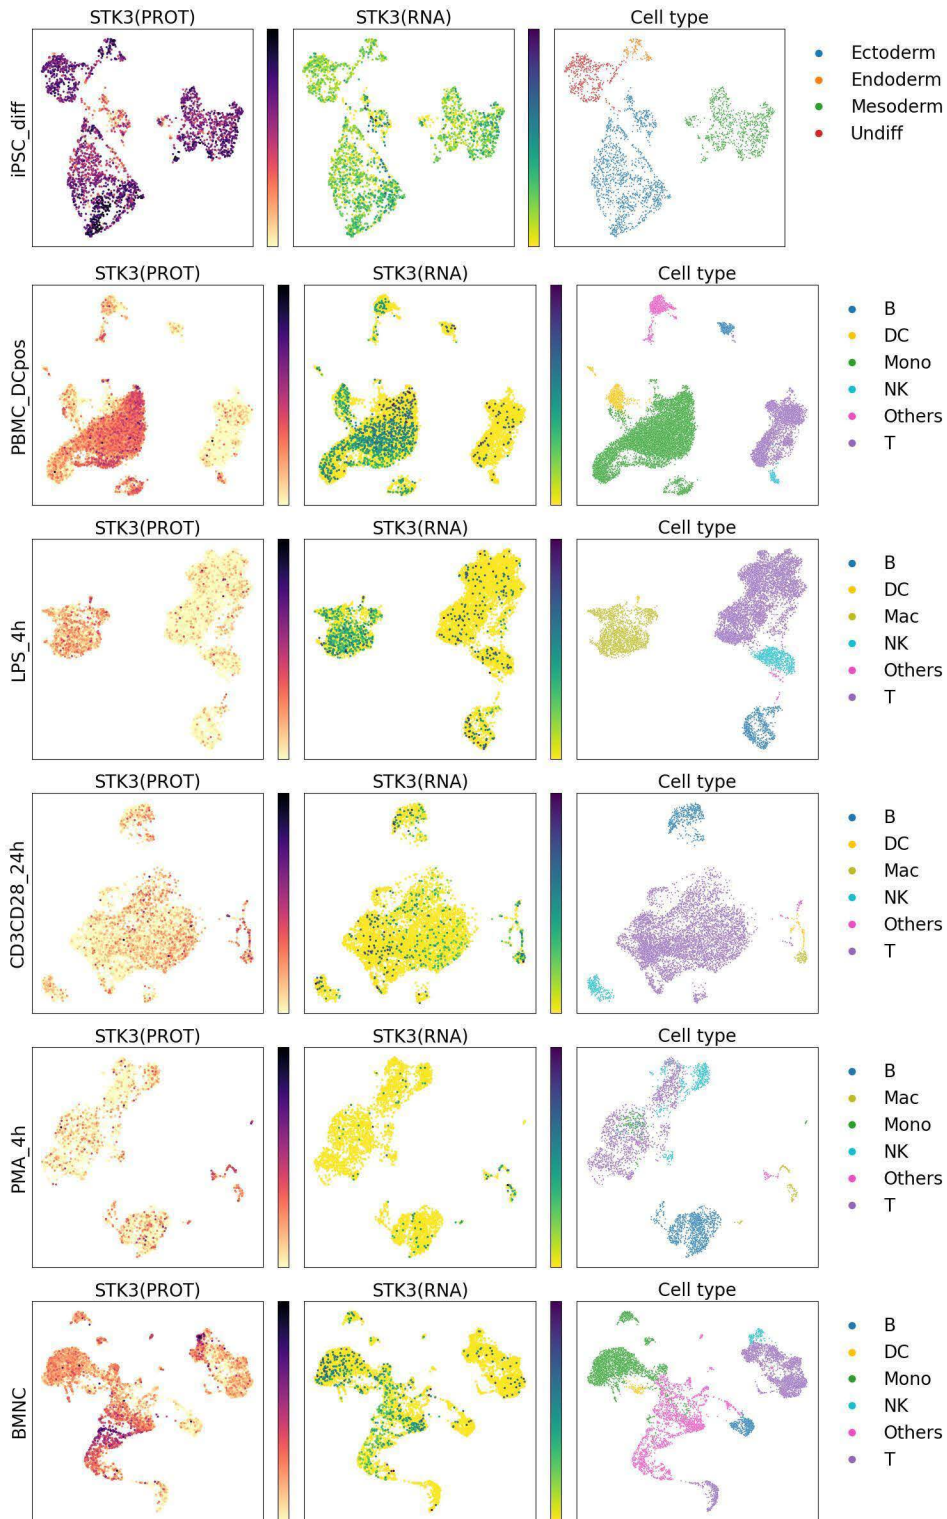 STK3(PROT) STK3(RNA) Cell type
iPSC_diff
Ectoderm
Endoderm
Mesoderm
Undiff
STK3(PROT) STK3(RNA) Cell type
PBMC_DCpos
B
DC
Mono
NK
Others
T
STK3(PROT) STK3(RNA) Cell type
LPS_4h
B
DC
Mac
NK
Others
T
STK3(PROT) STK3(RNA) Cell type
CD3CD28_24h
B
DC
Mac
NK
Others
T
STK3(PROT) STK3(RNA) Cell type
PMA_4h
B
Mac
Mono
NK
Others
T
STK3(PROT) STK3(RNA) Cell type
BMNC
B
DC
Mono
NK
Others
T